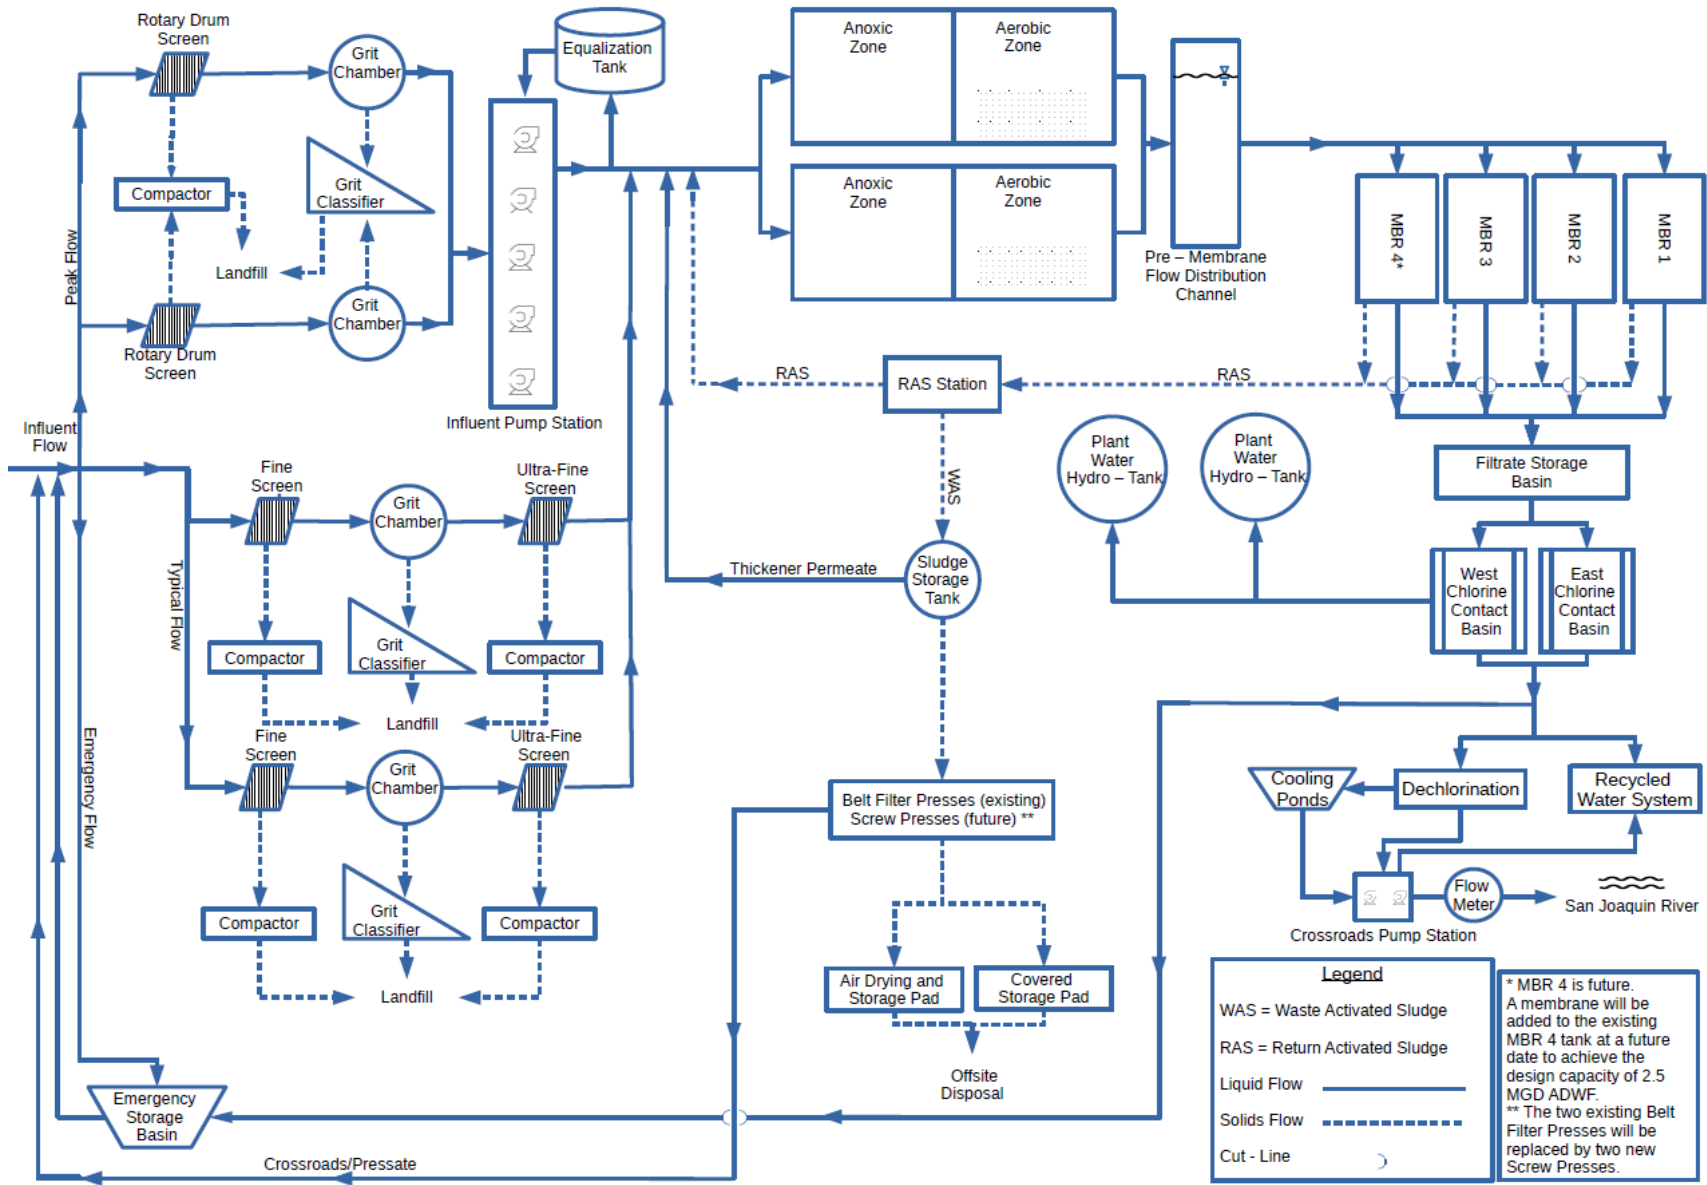 Rotary Drum
Screen
Grit
Chamber
Equalization
Tank
Anoxic
Zone
Aerobic
Zone
Compactor
Grit
Classifier
Landfill
Peak Flow
Grit
Chamber
Rotary Drum
Screen
Influent Pump Station
Anoxic
Zone
Aerobic
Zone
Pre – Membrane
Flow Distribution
Channel
MBR 4*
MBR 3
MBR 2
MBR 1
RAS
RAS Station
RAS
WAS
Influent
Flow
Fine
Screen
Grit
Chamber
Ultra-Fine
Screen
Typical Flow
Compactor
Grit
Classifier
Compactor
Landfill
Thickener Permeate
Sludge
Storage
Tank
Plant
Water
Hydro – Tank
Plant
Water
Hydro – Tank
Filtrate Storage
Basin
West
Chlorine
Contact
Basin
East
Chlorine
Contact
Basin
Emergency Flow
Fine
Screen
Grit
Chamber
Ultra-Fine
Screen
Compactor
Grit
Classifier
Compactor
Landfill
Belt Filter Presses (existing)
Screw Presses (future) **
Cooling
Ponds
Dechlorination
Recycled
Water System
Flow
Meter
San Joaquin River
Crossroads Pump Station
Air Drying and
Storage Pad
Covered
Storage Pad
Offsite
Disposal
Emergency
Storage
Basin
Crossroads/Pressate
Legend
WAS = Waste Activated Sludge
RAS = Return Activated Sludge
Liquid Flow
Solids Flow
Cut - Line
* MBR 4 is future.
A membrane will be
added to the existing
MBR 4 tank at a future
date to achieve the
design capacity of 2.5
MGD ADWF.
** The two existing Belt
Filter Presses will be
replaced by two new
Screw Presses.